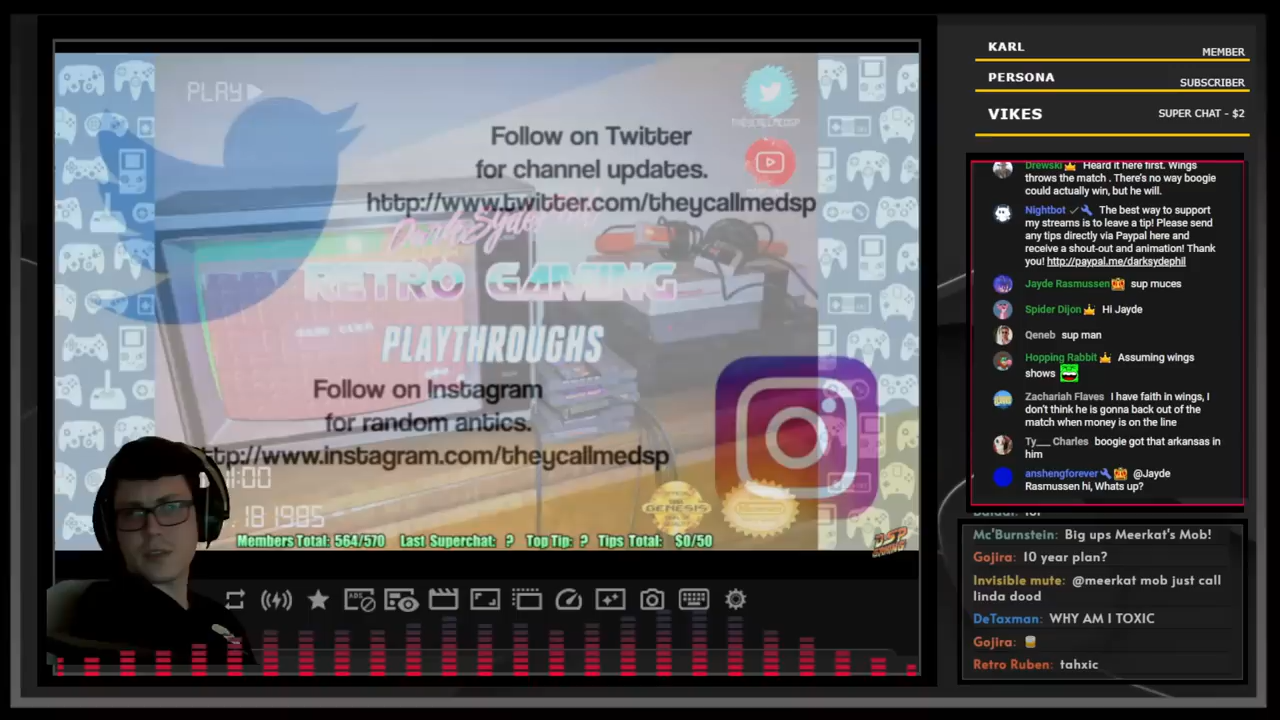 PLAY
THEYCALLMEDSP
Follow on Twitter
for channel updates.
http://www.twitter.com/theycallmedsp
RETRO GAMING
PLAYTHROUGHS
Follow on Instagram
for random antics.
ttp://www.instagram.com/theycallmedsp
:00
. 18 1985
GENESIS
Members Total: 564/570 Last Superchat: ? Top Tip: ? Tips Total: $0/50
DSP
GAMING
KARL MEMBER
PERSONA SUBSCRIBER
VIKES SUPER CHAT - $2
Drewski Heard it here first. Wings
throws the match . There's no way boogie
could actually win, but he will.
Nightbot The best way to support
my streams is to leave a tip! Please send
any tips directly via Paypal here and
receive a shout-out and animation! Thank
you! http://paypal.me/darksydephil
Jayde Rasmussen sup muces
Spider Dijon Hi Jayde
Qeneb sup man
Hopping Rabbit Assuming wings
shows
Zachariah Flaves I have faith in wings, I
don't think he is gonna back out of the
match when money is on the line
Ty___ Charles boogie got that arkansas in
him
anshengforever @Jayde
Rasmussen hi, Whats up?
Mc'Burnstein: Big ups Meerkat's Mob!
Gojira: 10 year plan?
Invisible mute: @meerkat mob just call
linda dood
DeTaxman: WHY AM I TOXIC
Gojira:
Retro Ruben: tahxic